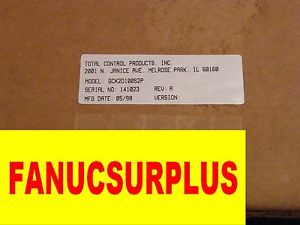 TOTAL CONTROL PRODUCTS, INC.
2001 N. JANICE AVE. MELROSE PARK, IL 60160
MODEL: QCK2D100S2P
SERIAL NO: 141023 REV: A
MFG DATE: 05/98 VERSION:
FANUCSURPLUS